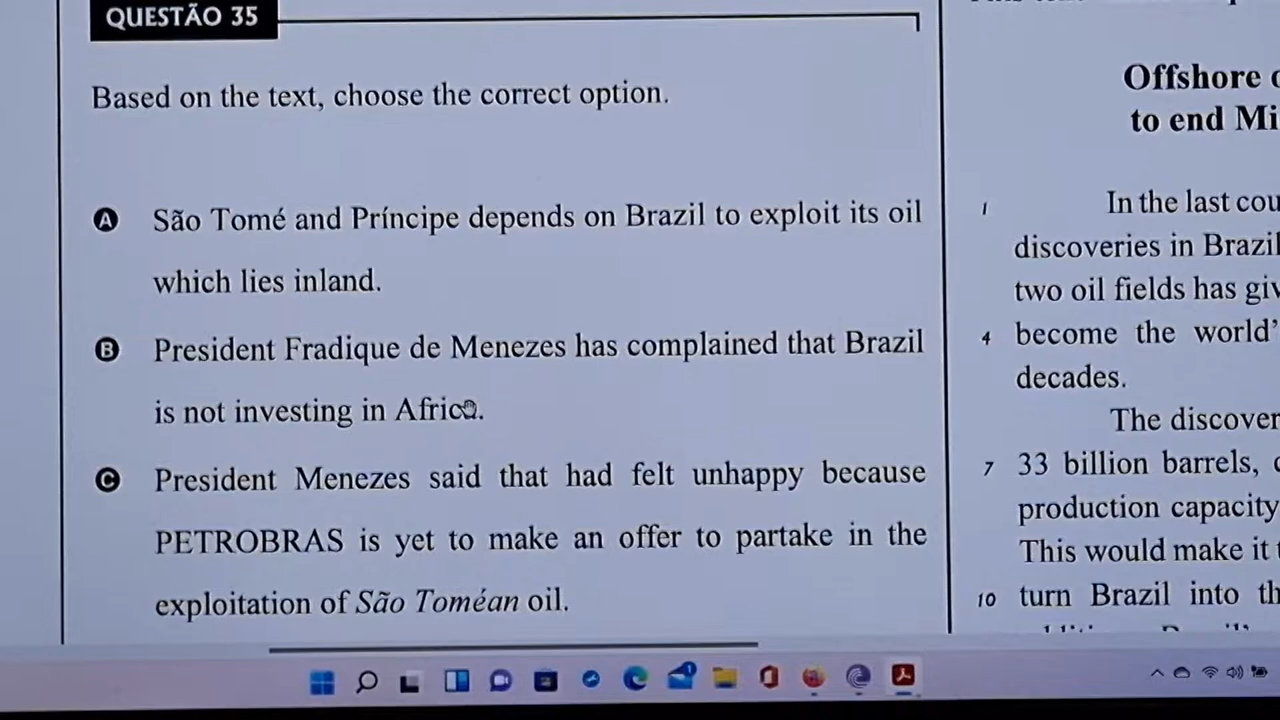 QUESTÃO 35
Based on the text, choose the correct option.
A São Tomé and Príncipe depends on Brazil to exploit its oil
which lies inland.
B President Fradique de Menezes has complained that Brazil
is not investing in Africa.
C President Menezes said that had felt unhappy because
PETROBRAS is yet to make an offer to partake in the
exploitation of São Toméan oil.
Offshore
to end Mi
1 In the last cou
discoveries in Brazil
two oil fields has giv
4 become the world'
decades.
The discover
7 33 billion barrels,
production capacity
This would make it t
10 turn Brazil into th